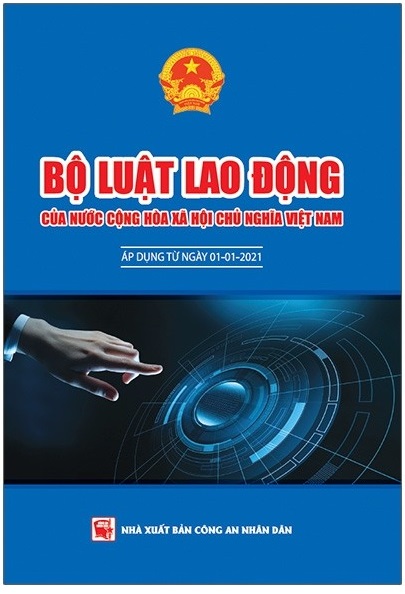 BỘ LUẬT LAO ĐỘNG
CỦA NƯỚC CỘNG HÒA XÃ HỘI CHỦ NGHĨA VIỆT NAM
ÁP DỤNG TỪ NGÀY 01-01-2021
NHÀ XUẤT BẢN CÔNG AN NHÂN DÂN